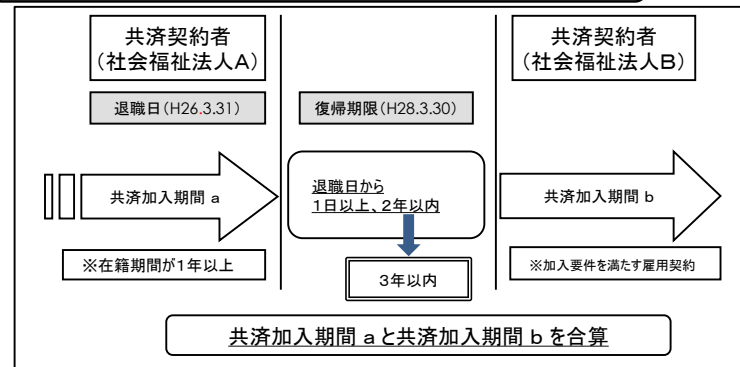 共済契約者
（社会福祉法人A）
共済契約者
（社会福祉法人B）
退職日（H26.3.31）
復帰期限（H28.3.30）
共済加入期間 a
退職日から
1日以上、2年以内
共済加入期間 b
※在籍期間が1年以上
3年以内
※加入要件を満たす雇用契約
共済加入期間 a と共済加入期間 b を合算